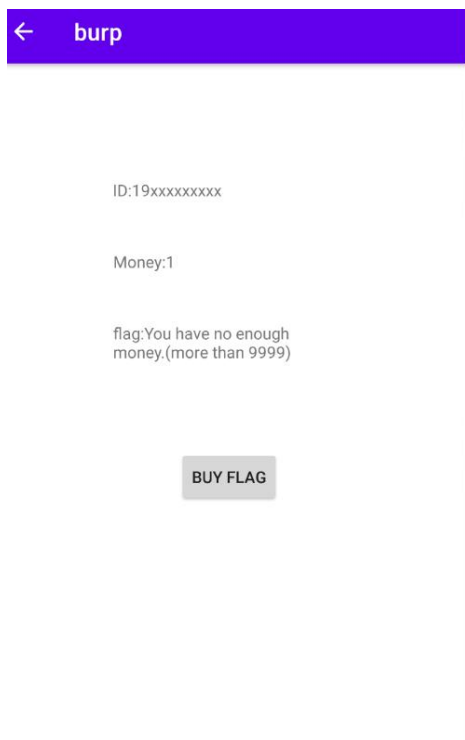 burp
ID:19xxxxxxxxx
Money:1
flag:You have no enough
money.(more than 9999)
BUY FLAG